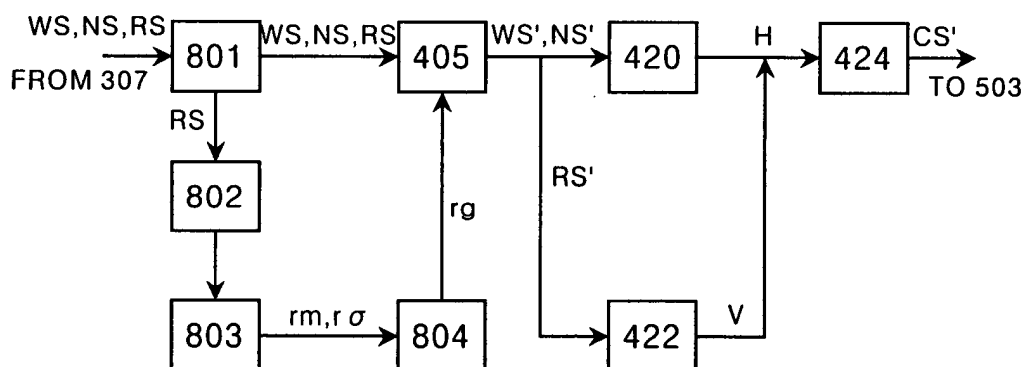 WS,NS,RS
FROM 307
801
WS,NS,RS
405
WS',NS'
420
H
424
CS'
TO 503
RS
802
rg
RS'
803
rm,r σ
804
422
V